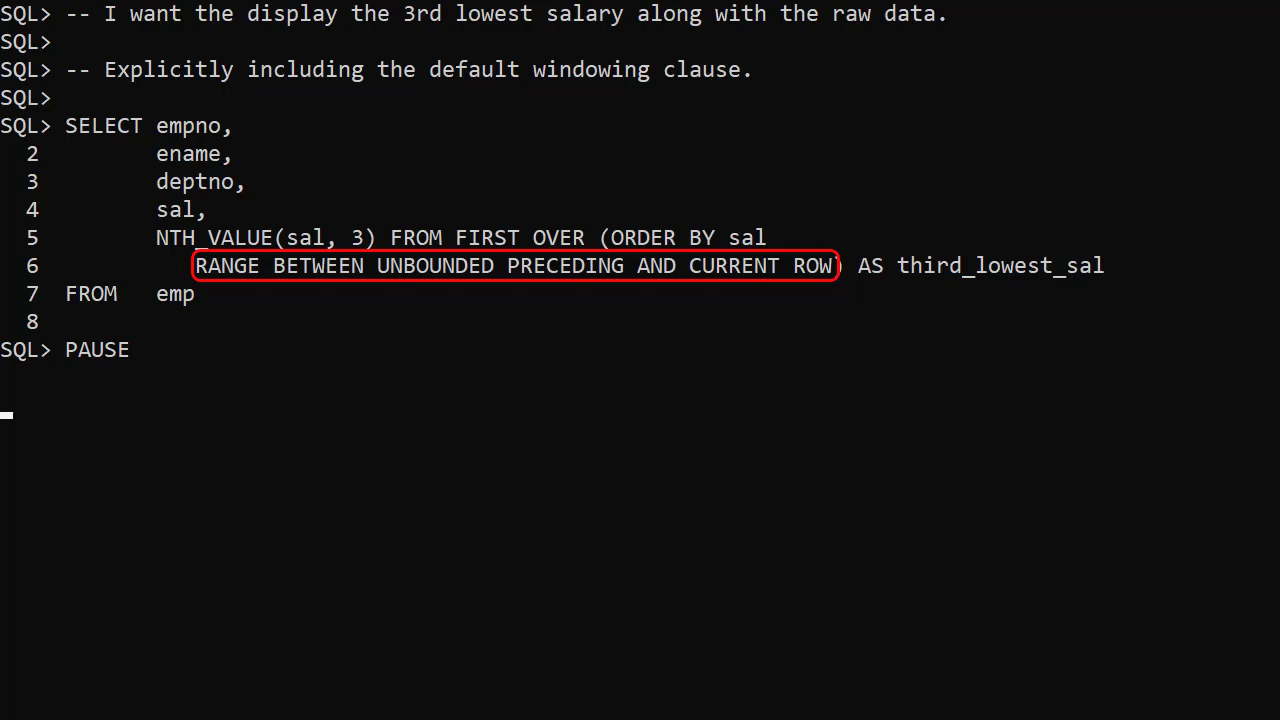 SQL> -- I want the display the 3rd lowest salary along with the raw data.
SQL>
SQL> -- Explicitly including the default windowing clause.
SQL>
SQL> SELECT empno,
  2         ename,
  3         deptno,
  4         sal,
  5         NTH_VALUE(sal, 3) FROM FIRST OVER (ORDER BY sal
  6            RANGE BETWEEN UNBOUNDED PRECEDING AND CURRENT ROW) AS third_lowest_sal
  7  FROM   emp
  8
SQL> PAUSE